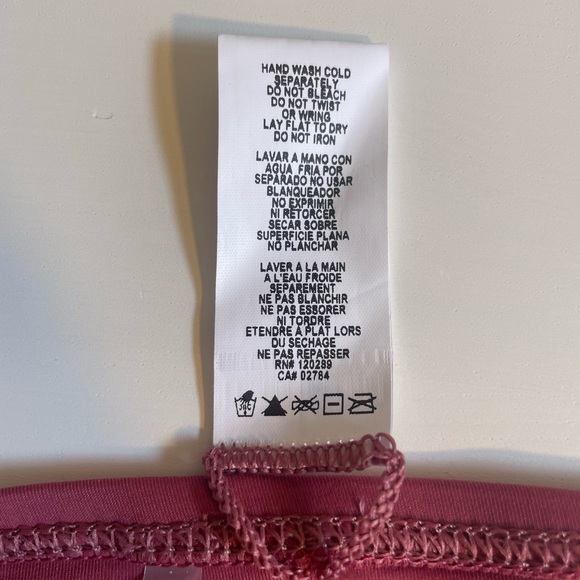 HAND WASH COLD
SEPARATELY
DO NOT BLEACH
DO NOT TWIST
OR WRING
LAY FLAT TO DRY
DO NOT IRON
LAVAR A MANO CON
AGUA FRIA POR
SEPARADO NO USAR
BLANQUEADOR
NO EXPRIMIR
NI RETORCER
SECAR SOBRE
SUPERFICIE PLANA
NO PLANCHAR
LAVER A LA MAIN
A L'EAU FROIDE
SEPAREMENT
NE PAS BLANCHIR
NE PAS ESSORER
NI TORDRE
ETENDRE A PLAT LORS
DU SECHAGE
NE PAS REPASSER
RN# 120289
CA# 02784
30C